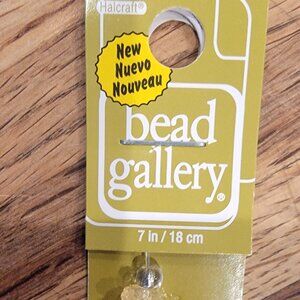 Halcraft®
New
Nuevo
Nouveau
bead
gallery®
7 in / 18 cm